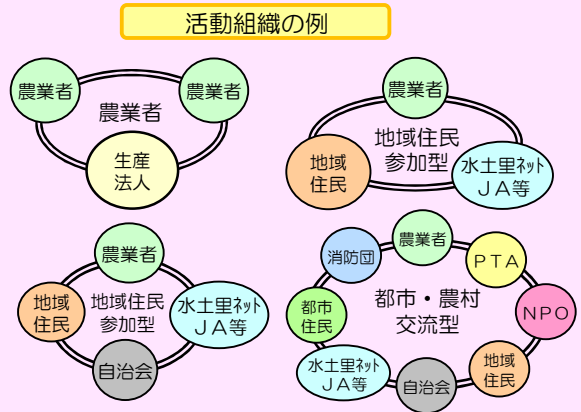 活動組織の例
農業者
農業者
農業者
生産
法人
農業者
地域住民
参加型
地域
住民
水土里ネット
ＪＡ等
農業者
地域
住民
地域住民
参加型
水土里ネット
ＪＡ等
自治会
農業者
消防団
ＰＴＡ
都市・農村
交流型
都市
住民
ＮＰＯ
水土里ネット
ＪＡ等
自治会
地域
住民